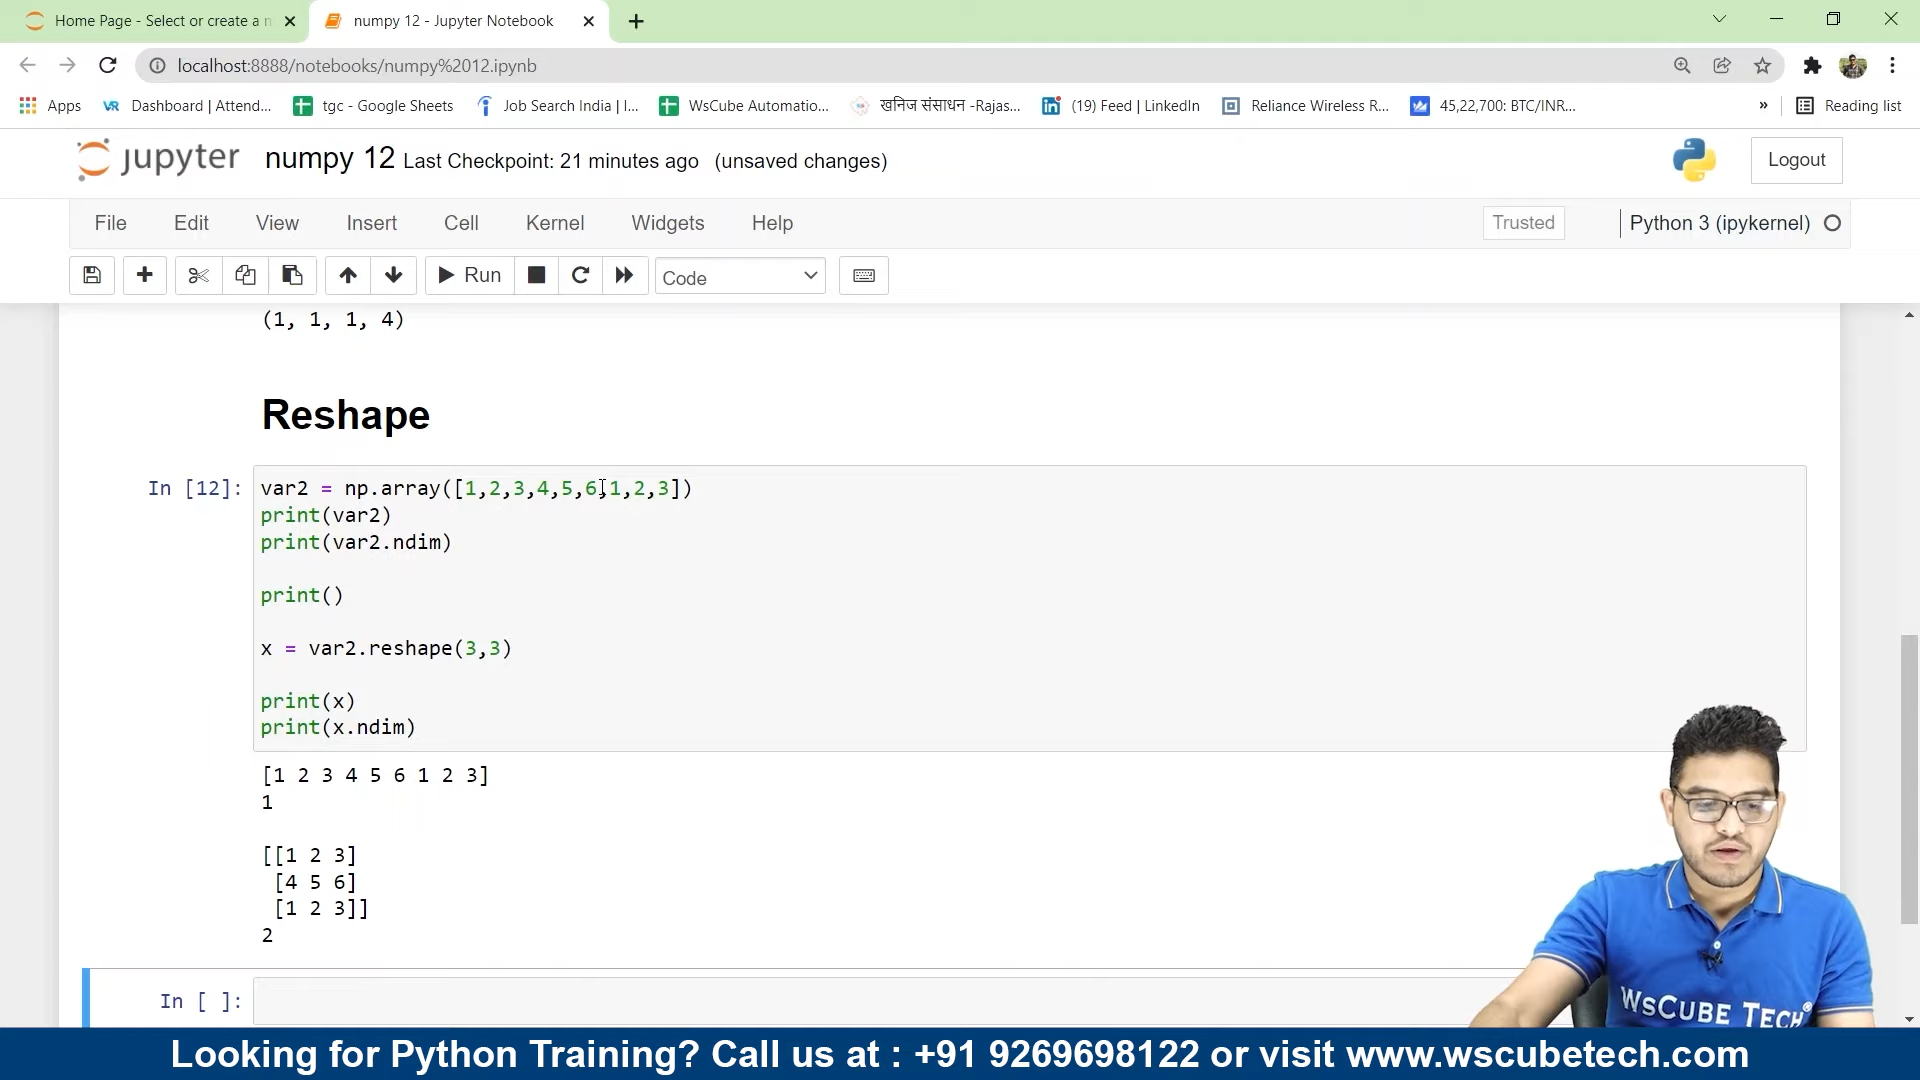 Home Page - Select or create a n
numpy 12 - Jupyter Notebook
localhost:8888/notebooks/numpy%2012.ipynb
Apps
Dashboard | Attend...
tgc - Google Sheets
Job Search India | I...
WsCube Automatio...
खनिज संसाधन -Rajas...
(19) Feed | LinkedIn
Reliance Wireless R...
45,22,700: BTC/INR...
»
Reading list
jupyter
numpy 12 Last Checkpoint: 21 minutes ago (unsaved changes)
Logout
File Edit View Insert Cell Kernel Widgets Help
Trusted
Python 3 (ipykernel)
Run
Code
(1, 1, 1, 4)
Reshape
In [12]: var2 = np.array([1,2,3,4,5,6,1,2,3])
print(var2)
print(var2.ndim)
print()
x = var2.reshape(3,3)
print(x)
print(x.ndim)
[1 2 3 4 5 6 1 2 3]
1
[[1 2 3]
[4 5 6]
[1 2 3]]
2
In [ ]:
WsCube Tech
Looking for Python Training? Call us at : +91 9269698122 or visit www.wscubetech.com